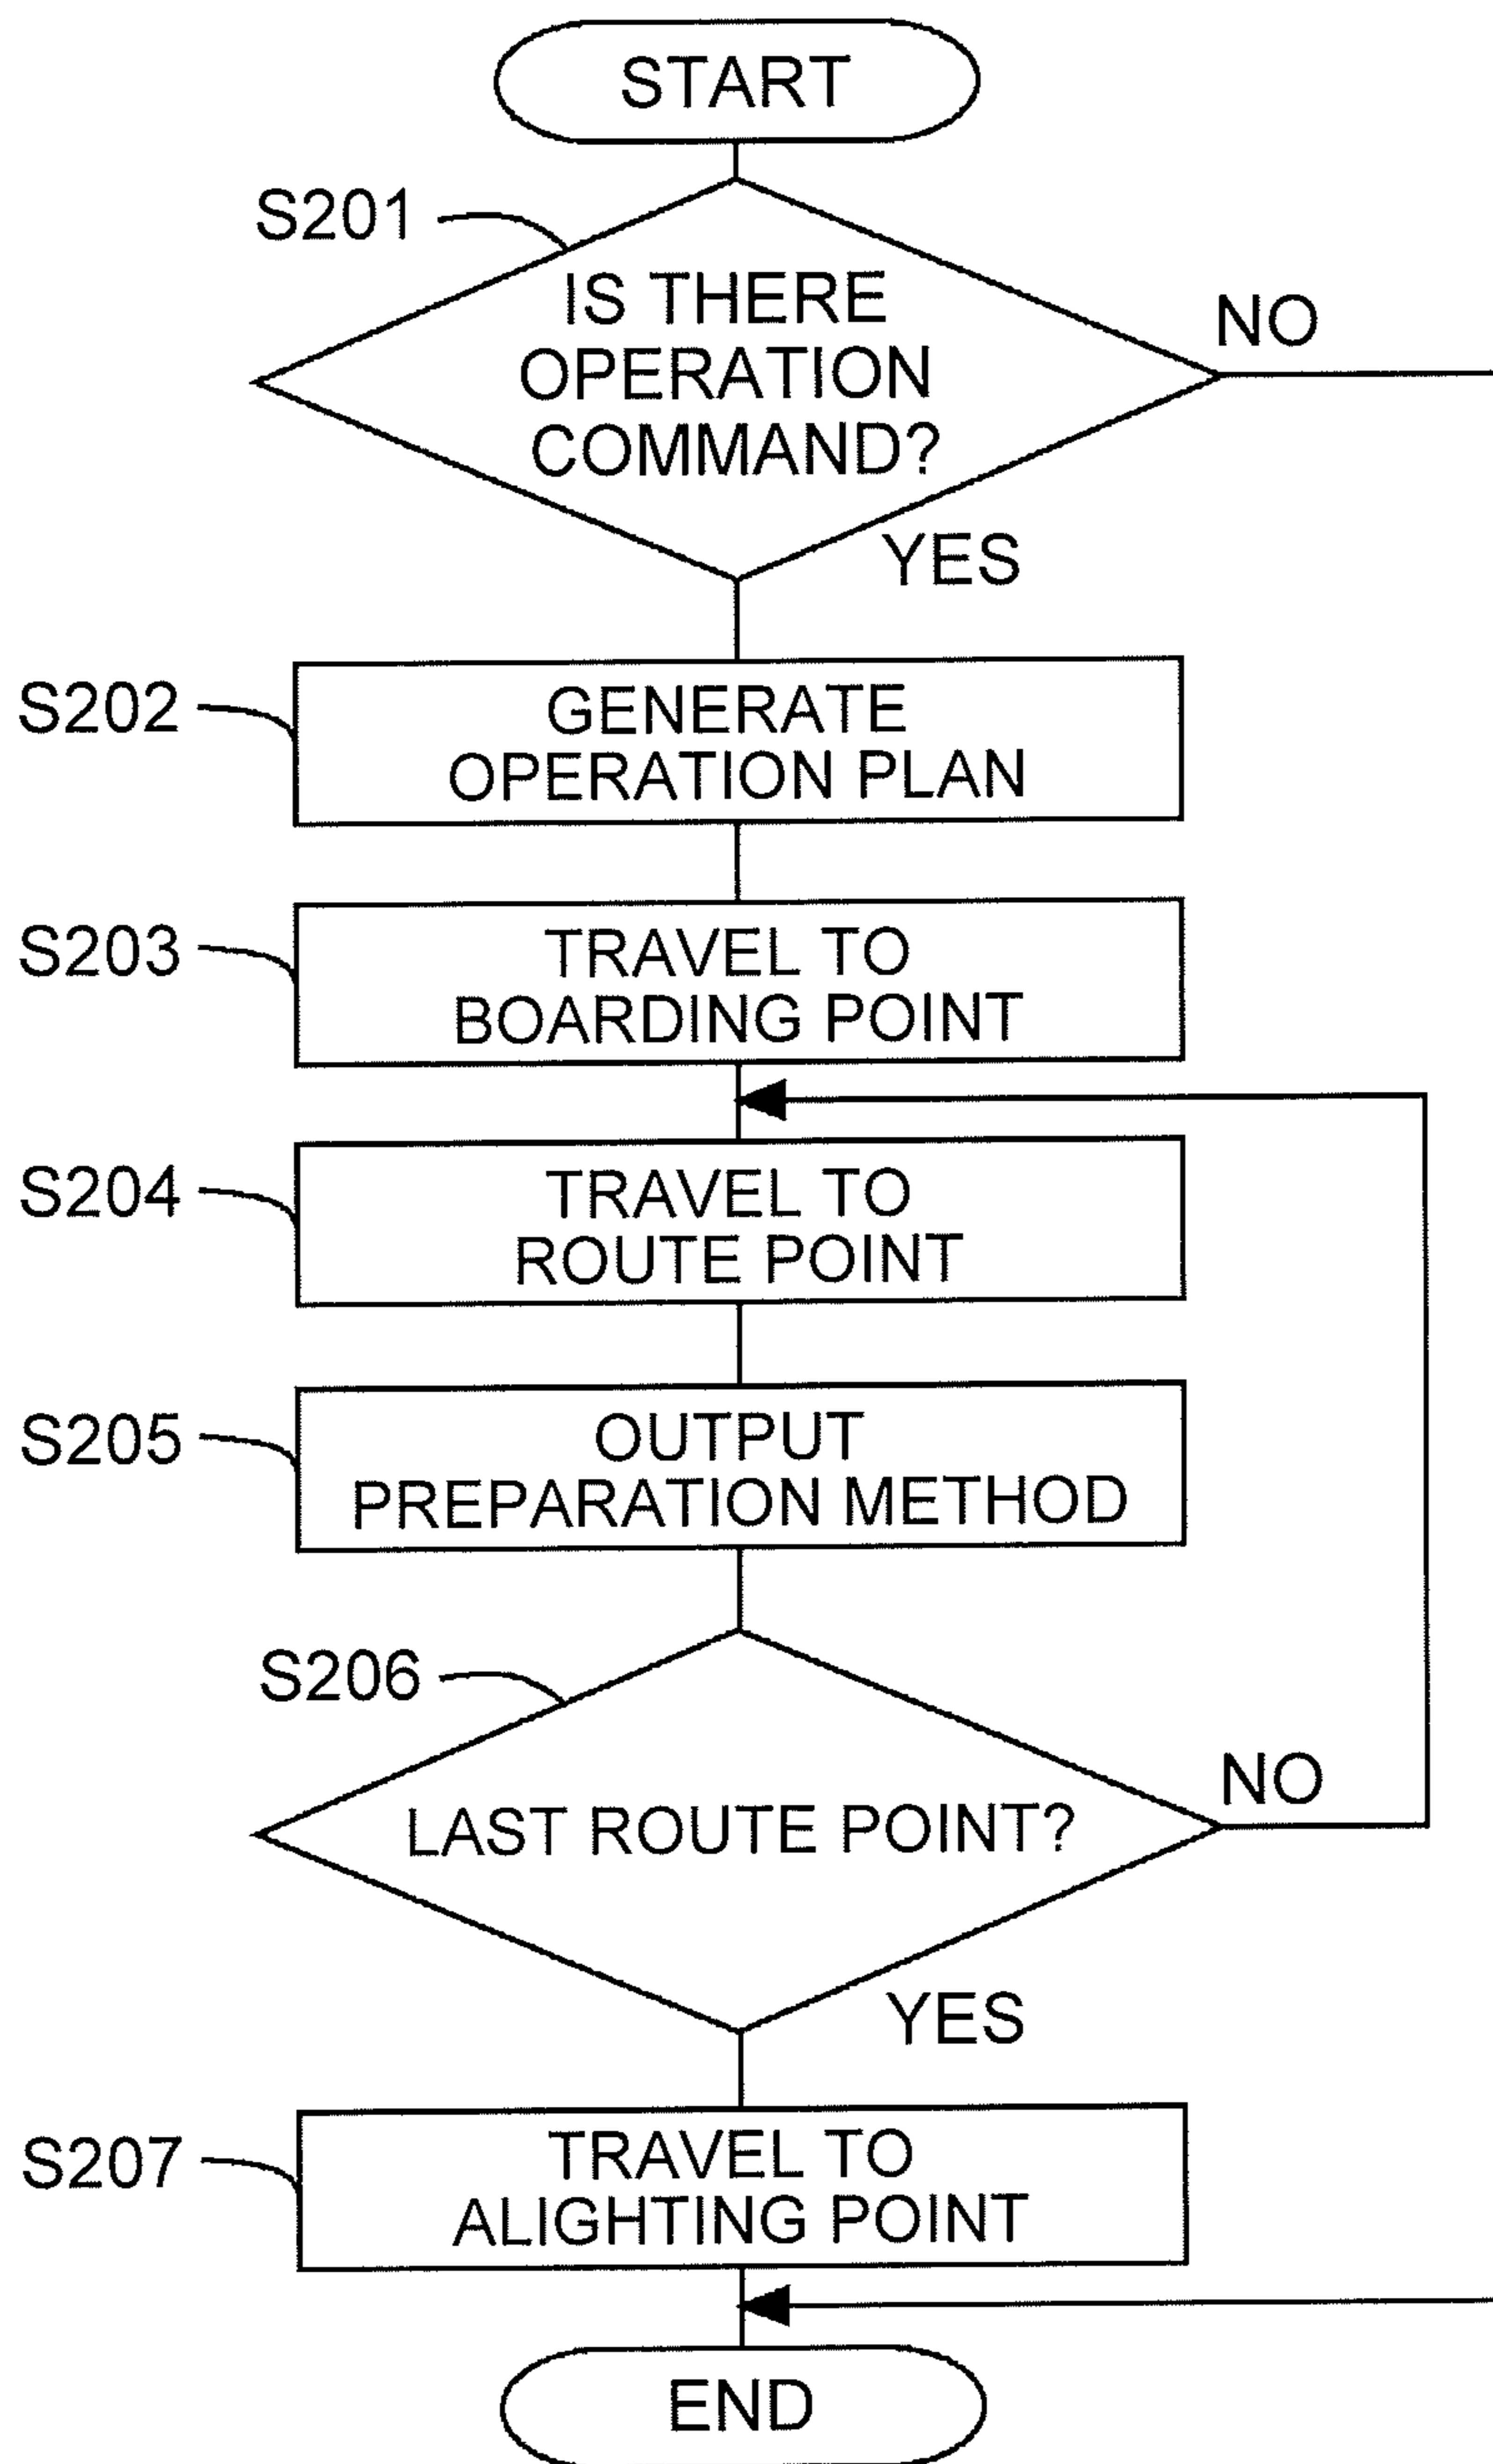 START
S201
IS THERE
OPERATION
COMMAND?
NO
YES
S202
GENERATE
OPERATION PLAN
S203
TRAVEL TO
BOARDING POINT
S204
TRAVEL TO
ROUTE POINT
S205
OUTPUT
PREPARATION METHOD
S206
LAST ROUTE POINT?
NO
YES
S207
TRAVEL TO
ALIGHTING POINT
END